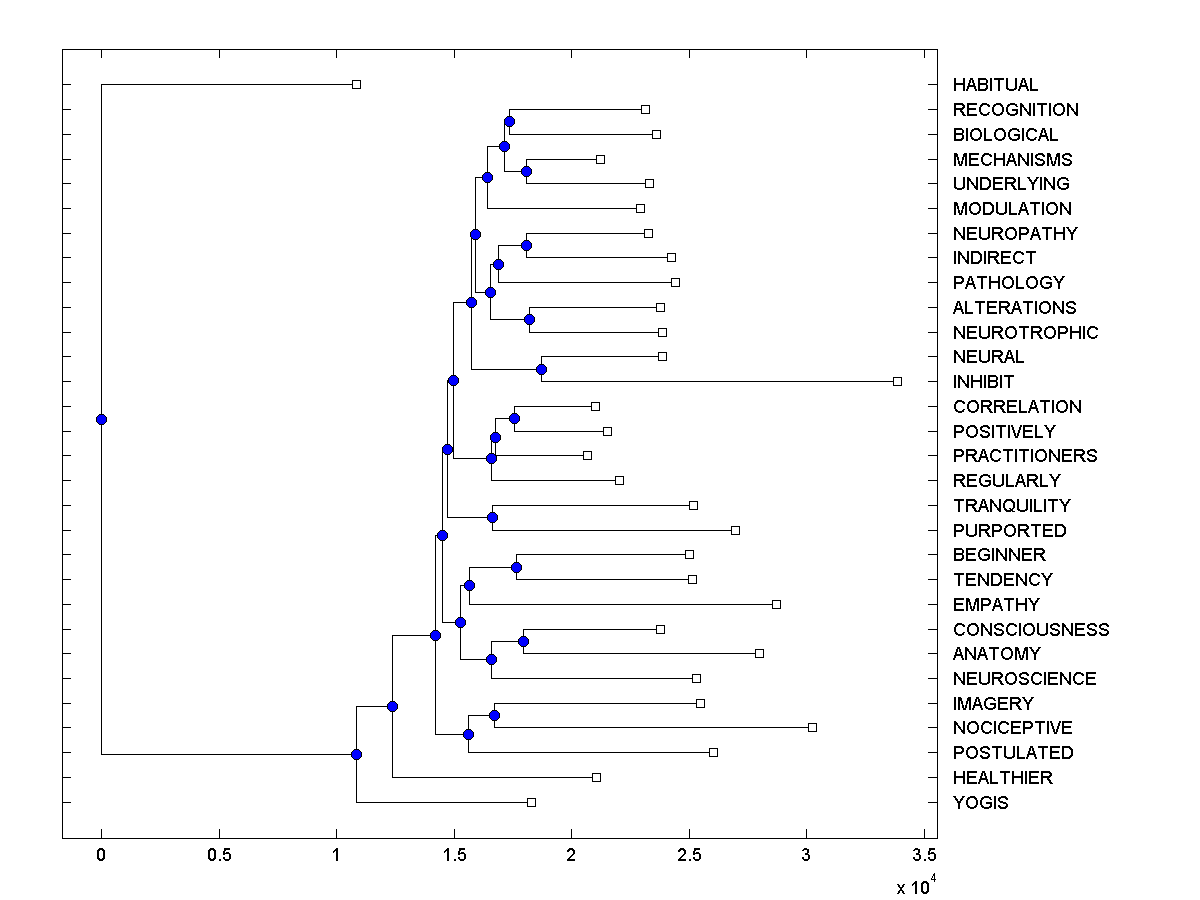 HABITUAL
RECOGNITION
BIOLOGICAL
MECHANISMS
UNDERLYING
MODULATION
NEUROPATHY
INDIRECT
PATHOLOGY
ALTERATIONS
NEUROTROPHIC
NEURAL
INHIBIT
CORRELATION
POSITIVELY
PRACTITIONERS
REGULARLY
TRANQUILITY
PURPORTED
BEGINNER
TENDENCY
EMPATHY
CONSCIOUSNESS
ANATOMY
NEUROSCIENCE
IMAGERY
NOCICEPTIVE
POSTULATED
HEALTHIER
YOGIS
0 0.5 1 1.5 2 2.5 3 3.5
x 10^4